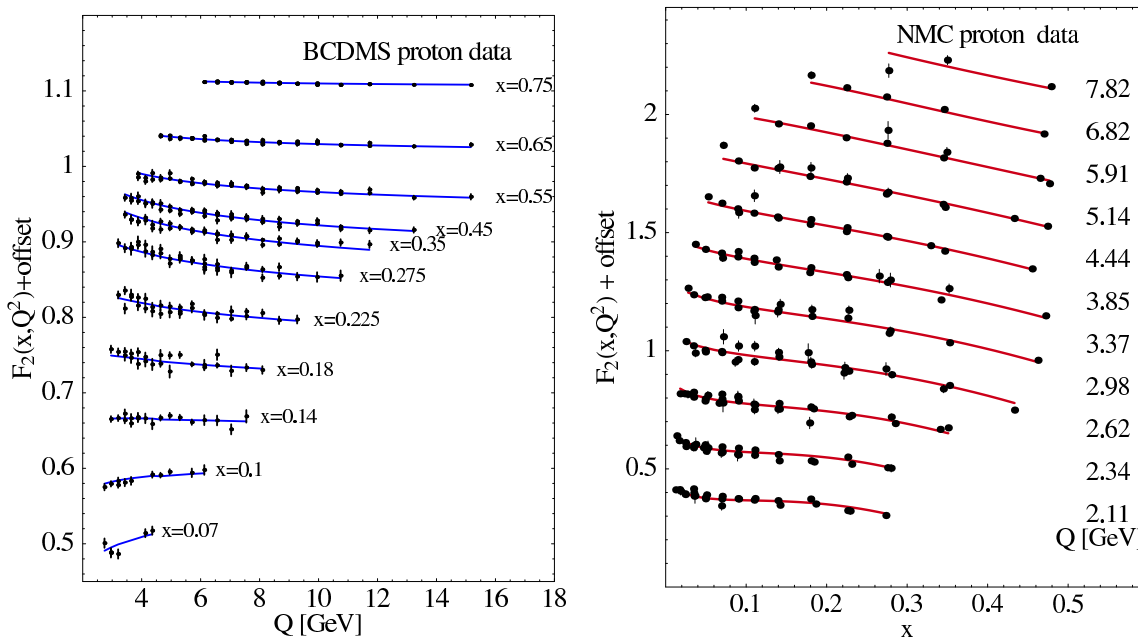 BCDMS proton data
F2(x,Q²)+offset
1.1
1
0.9
0.8
0.7
0.6
0.5
x=0.75
x=0.65
x=0.55
x=0.45
x=0.35
x=0.275
x=0.225
x=0.18
x=0.14
x=0.1
x=0.07
4 6 8 10 12 14 16 18
Q [GeV]
NMC proton data
F2(x,Q²) + offset
2
1.5
1
0.5
7.82
6.82
5.91
5.14
4.44
3.85
3.37
2.98
2.62
2.34
2.11
Q [GeV]
0.1 0.2 0.3 0.4 0.5
x